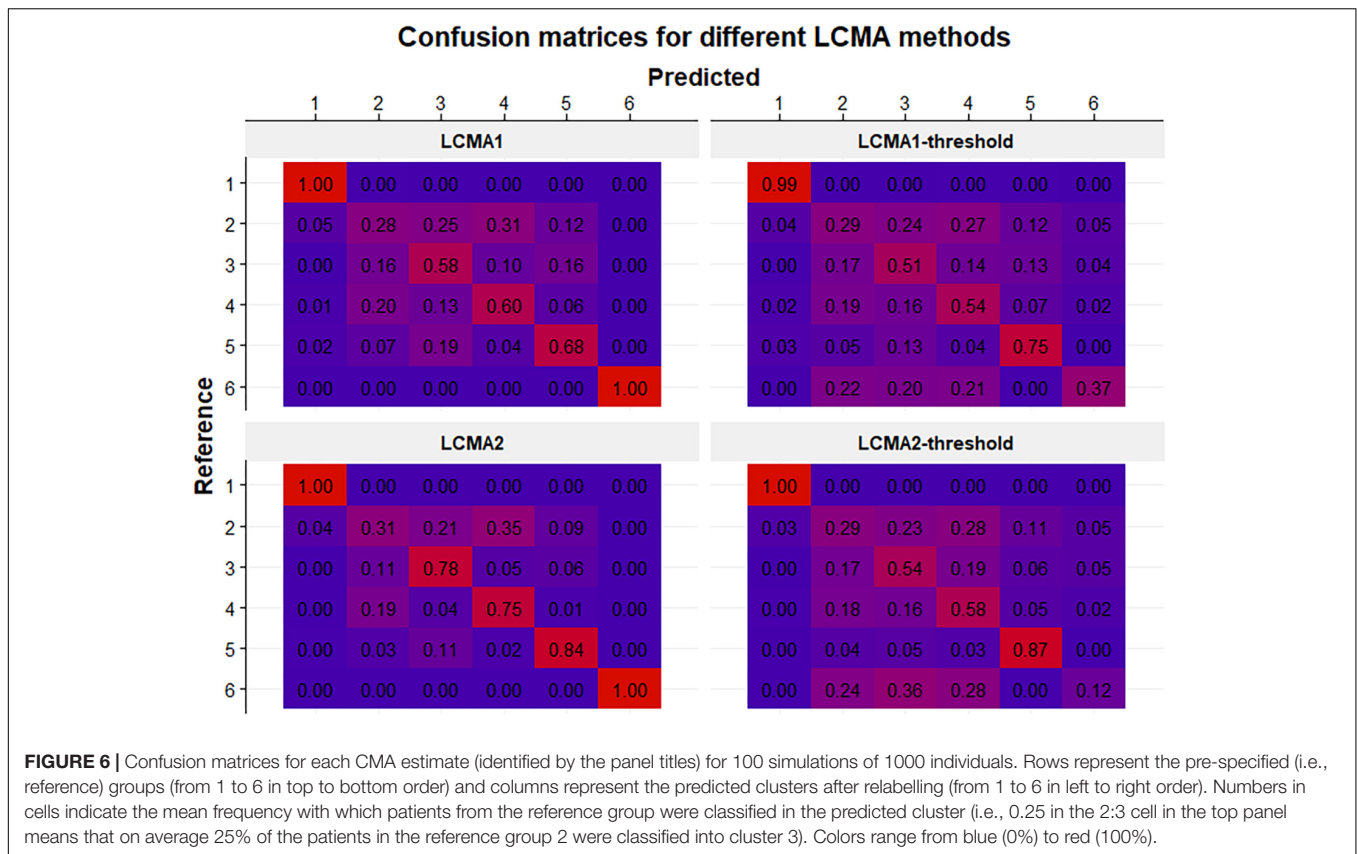 Confusion matrices for different LCMA methods
Predicted
1 2 3 4 5 6 1 2 3 4 5 6
LCMA1 LCMA1-threshold
1 1.00 0.00 0.00 0.00 0.00 0.00 0.99 0.00 0.00 0.00 0.00 0.00
2 0.05 0.28 0.25 0.31 0.12 0.00 0.04 0.29 0.24 0.27 0.12 0.05
3 0.00 0.16 0.58 0.10 0.16 0.00 0.00 0.17 0.51 0.14 0.13 0.04
4 0.01 0.20 0.13 0.60 0.06 0.00 0.02 0.19 0.16 0.54 0.07 0.02
5 0.02 0.07 0.19 0.04 0.68 0.00 0.03 0.05 0.13 0.04 0.75 0.00
6 0.00 0.00 0.00 0.00 0.00 1.00 0.00 0.22 0.20 0.21 0.00 0.37
Reference
LCMA2 LCMA2-threshold
1 1.00 0.00 0.00 0.00 0.00 0.00 1.00 0.00 0.00 0.00 0.00 0.00
2 0.04 0.31 0.21 0.35 0.09 0.00 0.03 0.29 0.23 0.28 0.11 0.05
3 0.00 0.11 0.78 0.05 0.06 0.00 0.00 0.17 0.54 0.19 0.06 0.05
4 0.00 0.19 0.04 0.75 0.01 0.00 0.00 0.18 0.16 0.58 0.05 0.02
5 0.00 0.03 0.11 0.02 0.84 0.00 0.00 0.04 0.05 0.03 0.87 0.00
6 0.00 0.00 0.00 0.00 0.00 1.00 0.00 0.24 0.36 0.28 0.00 0.12
FIGURE 6 | Confusion matrices for each CMA estimate (identified by the panel titles) for 100 simulations of 1000 individuals. Rows represent the pre-specified (i.e.,
reference) groups (from 1 to 6 in top to bottom order) and columns represent the predicted clusters after relabelling (from 1 to 6 in left to right order). Numbers in
cells indicate the mean frequency with which patients from the reference group were classified in the predicted cluster (i.e., 0.25 in the 2:3 cell in the top panel
means that on average 25% of the patients in the reference group 2 were classified into cluster 3). Colors range from blue (0%) to red (100%).